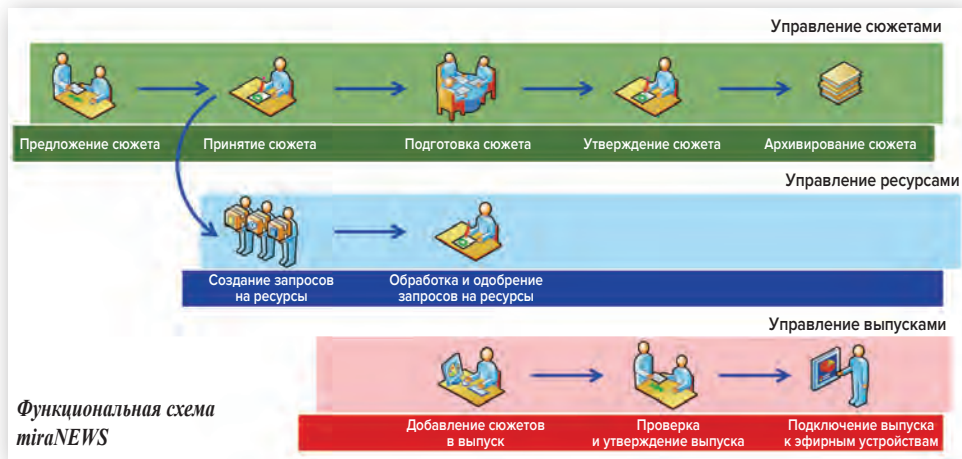 Управление сюжетами
Предложение сюжета
Принятие сюжета
Подготовка сюжета
Утверждение сюжета
Архивирование сюжета
Управление ресурсами
Создание запросов
на ресурсы
Обработка и одобрение
запросов на ресурсы
Управление выпусками
Добавление сюжетов
в выпуск
Проверка
и утверждение выпуска
Подключение выпуска
к эфирным устройствам
Функциональная схема
miraNEWS